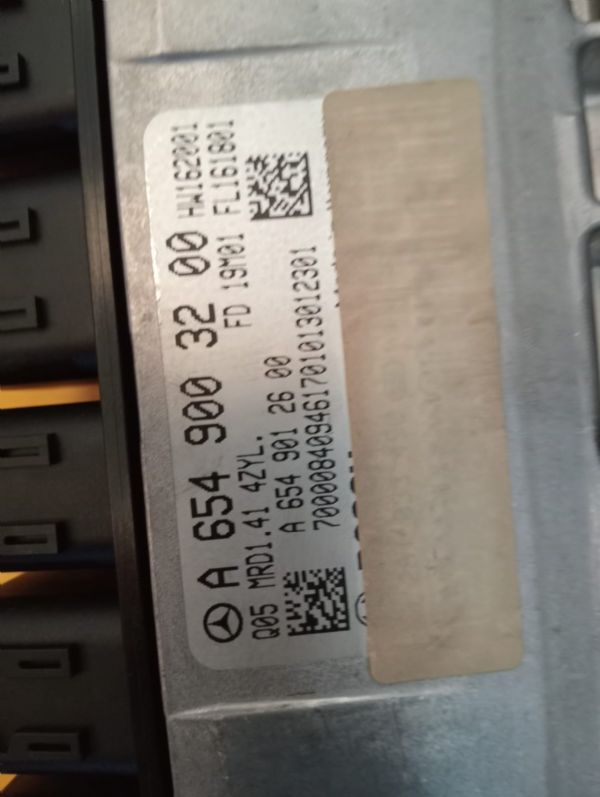 A 654 900 32 00 HW162001
Q05 MRD1.41 4ZYL. FD 19M01 FL161801
A 654 901 26 00
700008409461701013012301